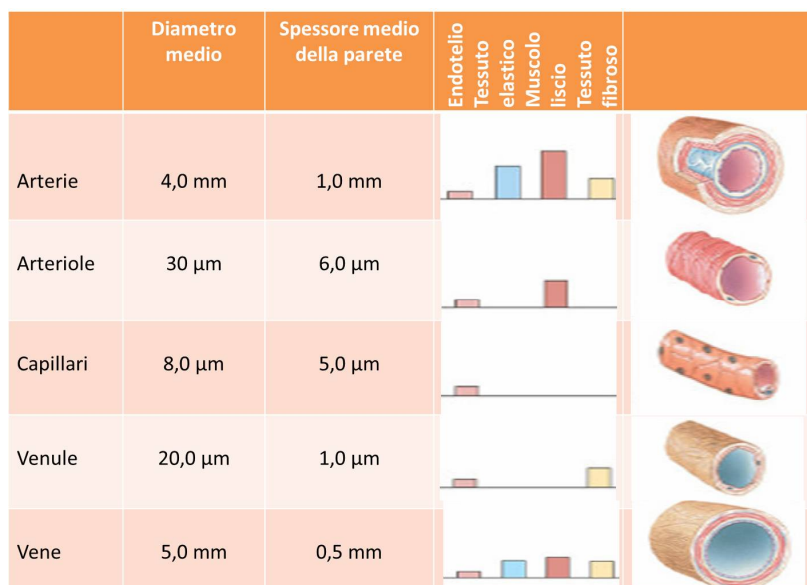 Diametro medio
Spessore medio della parete
Endotelio
Tessuto elastico
Muscolo liscio
Tessuto fibroso
Arterie
4,0 mm
1,0 mm
Arteriole
30 µm
6,0 µm
Capillari
8,0 µm
5,0 µm
Venule
20,0 µm
1,0 µm
Vene
5,0 mm
0,5 mm